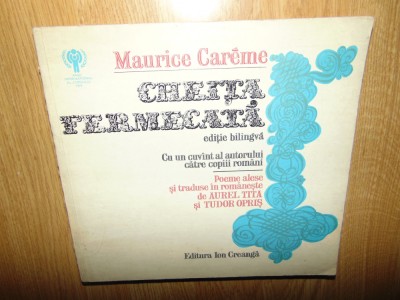 Maurice Carême
CHEIȚA
FERMECATĂ
ediție bilingvă
Cu un cuvînt al autorului
către copiii români
Poeme alese
și traduse în românește
de AUREL TITA
și TUDOR OPRIȘ
Editura Ion Creangă